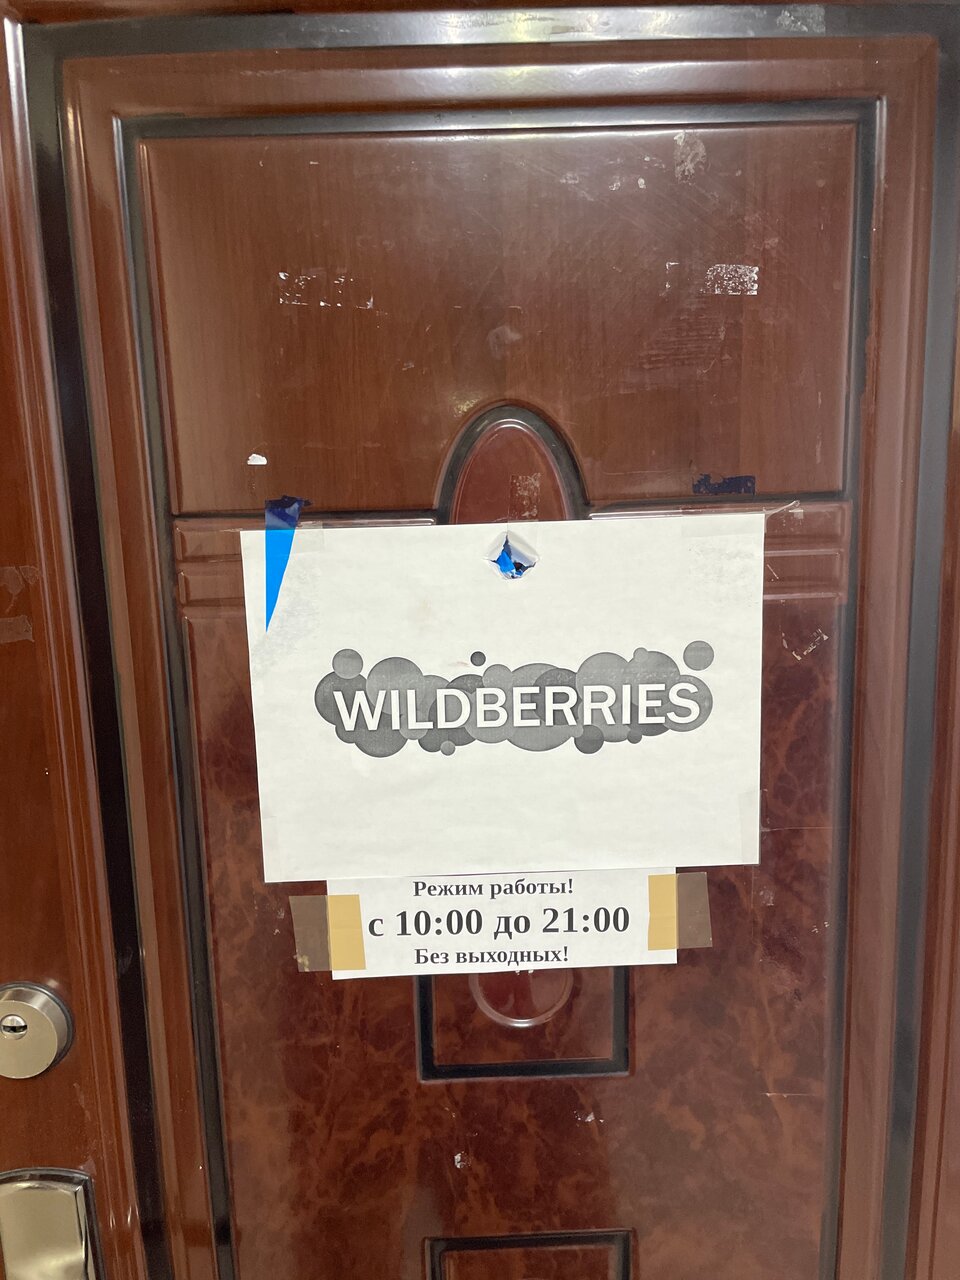 WILDBERRIES
Режим работы!
с 10:00 до 21:00
Без выходных!